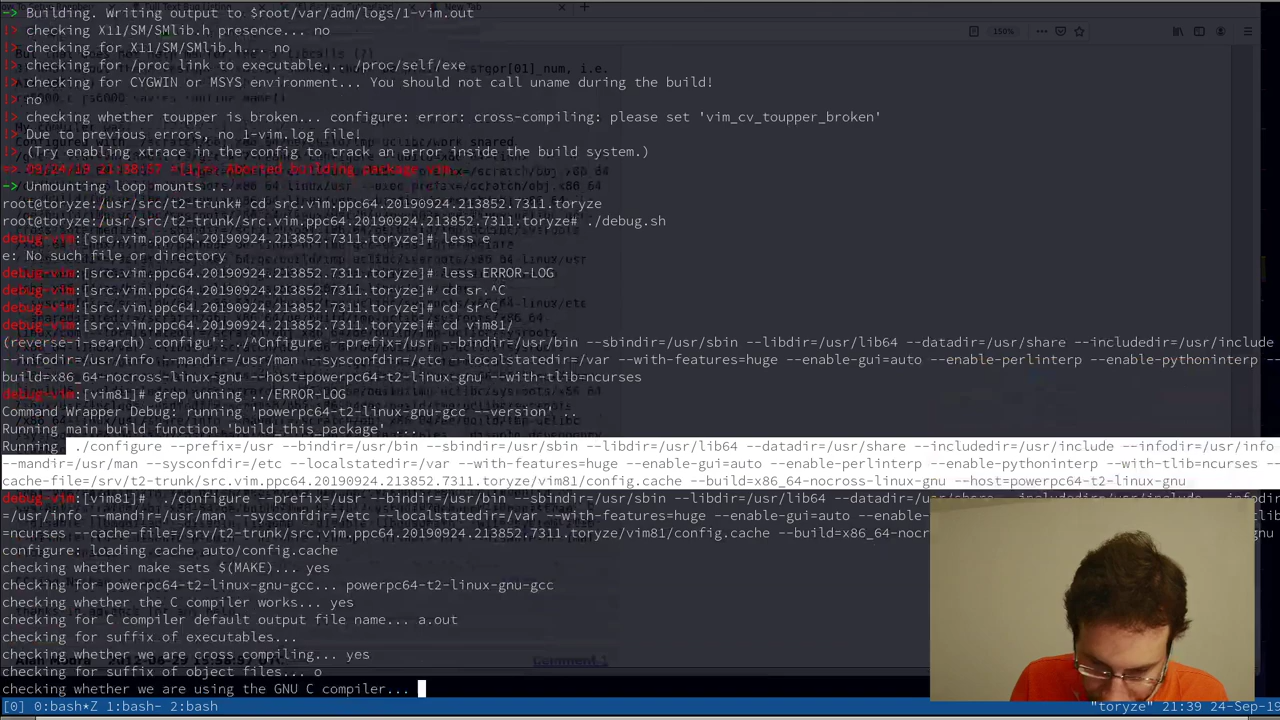 -> Building. Writing output to $root/var/adm/logs/1-vim.out
!> checking X11/SM/SMlib.h presence... no
!> checking for X11/SM/SMlib.h... no
!> checking for /proc link to executable... /proc/self/exe
!> checking for CYGWIN or MSYS environment... You should not call uname during the build!
!> no
!> checking whether toupper is broken... configure: error: cross-compiling: please set 'vim_cv_toupper_broken'
!> Due to previous errors, no 1-vim.log file!
!> (Try enabling xtrace in the config to track an error inside the build system.)
=> 09/24/19 21:38:57 =[1]> Aborted building package vim.
-> Unmounting loop mounts ...
root@toryze:/usr/src/t2-trunk# cd src.vim.ppc64.20190924.213852.7311.toryze
root@toryze:/usr/src/t2-trunk/src.vim.ppc64.20190924.213852.7311.toryze# ./debug.sh
debug-vim:[src.vim.ppc64.20190924.213852.7311.toryze]# less e
e: No such file or directory
debug-vim:[src.vim.ppc64.20190924.213852.7311.toryze]# less ERROR-LOG
debug-vim:[src.vim.ppc64.20190924.213852.7311.toryze]# cd sr.^C
debug-vim:[src.vim.ppc64.20190924.213852.7311.toryze]# cd s^C
debug-vim:[src.vim.ppc64.20190924.213852.7311.toryze]# cd vim81/
(reverse-i-search)`configu': ./^Cnfigure --prefix=/usr --bindir=/usr/bin --sbindir=/usr/sbin --libdir=/usr/lib64 --datadir=/usr/share --includedir=/usr/include
--infodir=/usr/info --mandir=/usr/man --sysconfdir=/etc --localstatedir=/var --with-features=huge --enable-gui=auto --enable-perlinterp --enable-pythoninterp --
build=x86_64-nocross-linux-gnu --host=powerpc64-t2-linux-gnu --with-tlib=ncurses
debug-vim:[vim81]# grep unning ../ERROR-LOG
Command Wrapper Debug: running 'powerpc64-t2-linux-gnu-gcc --version' ..
Running main build function 'build_this_package' ...
Running ./configure --prefix=/usr --bindir=/usr/bin --sbindir=/usr/sbin --libdir=/usr/lib64 --datadir=/usr/share --includedir=/usr/include --infodir=/usr/info
--mandir=/usr/man --sysconfdir=/etc --localstatedir=/var --with-features=huge --enable-gui=auto --enable-perlinterp --enable-pythoninterp --with-tlib=ncurses --
cache-file=/srv/t2-trunk/src.vim.ppc64.20190924.213852.7311.toryze/vim81/config.cache --build=x86_64-nocross-linux-gnu --host=powerpc64-t2-linux-gnu
debug-vim:[vim81]# ./configure --prefix=/usr --bindir=/usr/bin --sbindir=/usr/sbin --libdir=/usr/lib64 --datadir=/usr/share --includedir=/usr/include --infodir
=/usr/info --mandir=/usr/man --sysconfdir=/etc --localstatedir=/var --with-features=huge --enable-gui=auto
=ncurses --cache-file=/srv/t2-trunk/src.vim.ppc64.20190924.213852.7311.toryze/vim81/config.cache
configure: loading cache auto/config.cache
checking whether make sets $(MAKE)... yes
checking for powerpc64-t2-linux-gnu-gcc... powerpc64-t2-linux-gnu-gcc
checking whether the C compiler works... yes
checking for C compiler default output file name... a.out
checking for suffix of executables...
checking whether we are cross compiling... yes
checking for suffix of object files... o
checking whether we are using the GNU C compiler...
[0] 0:bash*Z 1:bash- 2:bash "toryze" 21:39 24-Sep-19